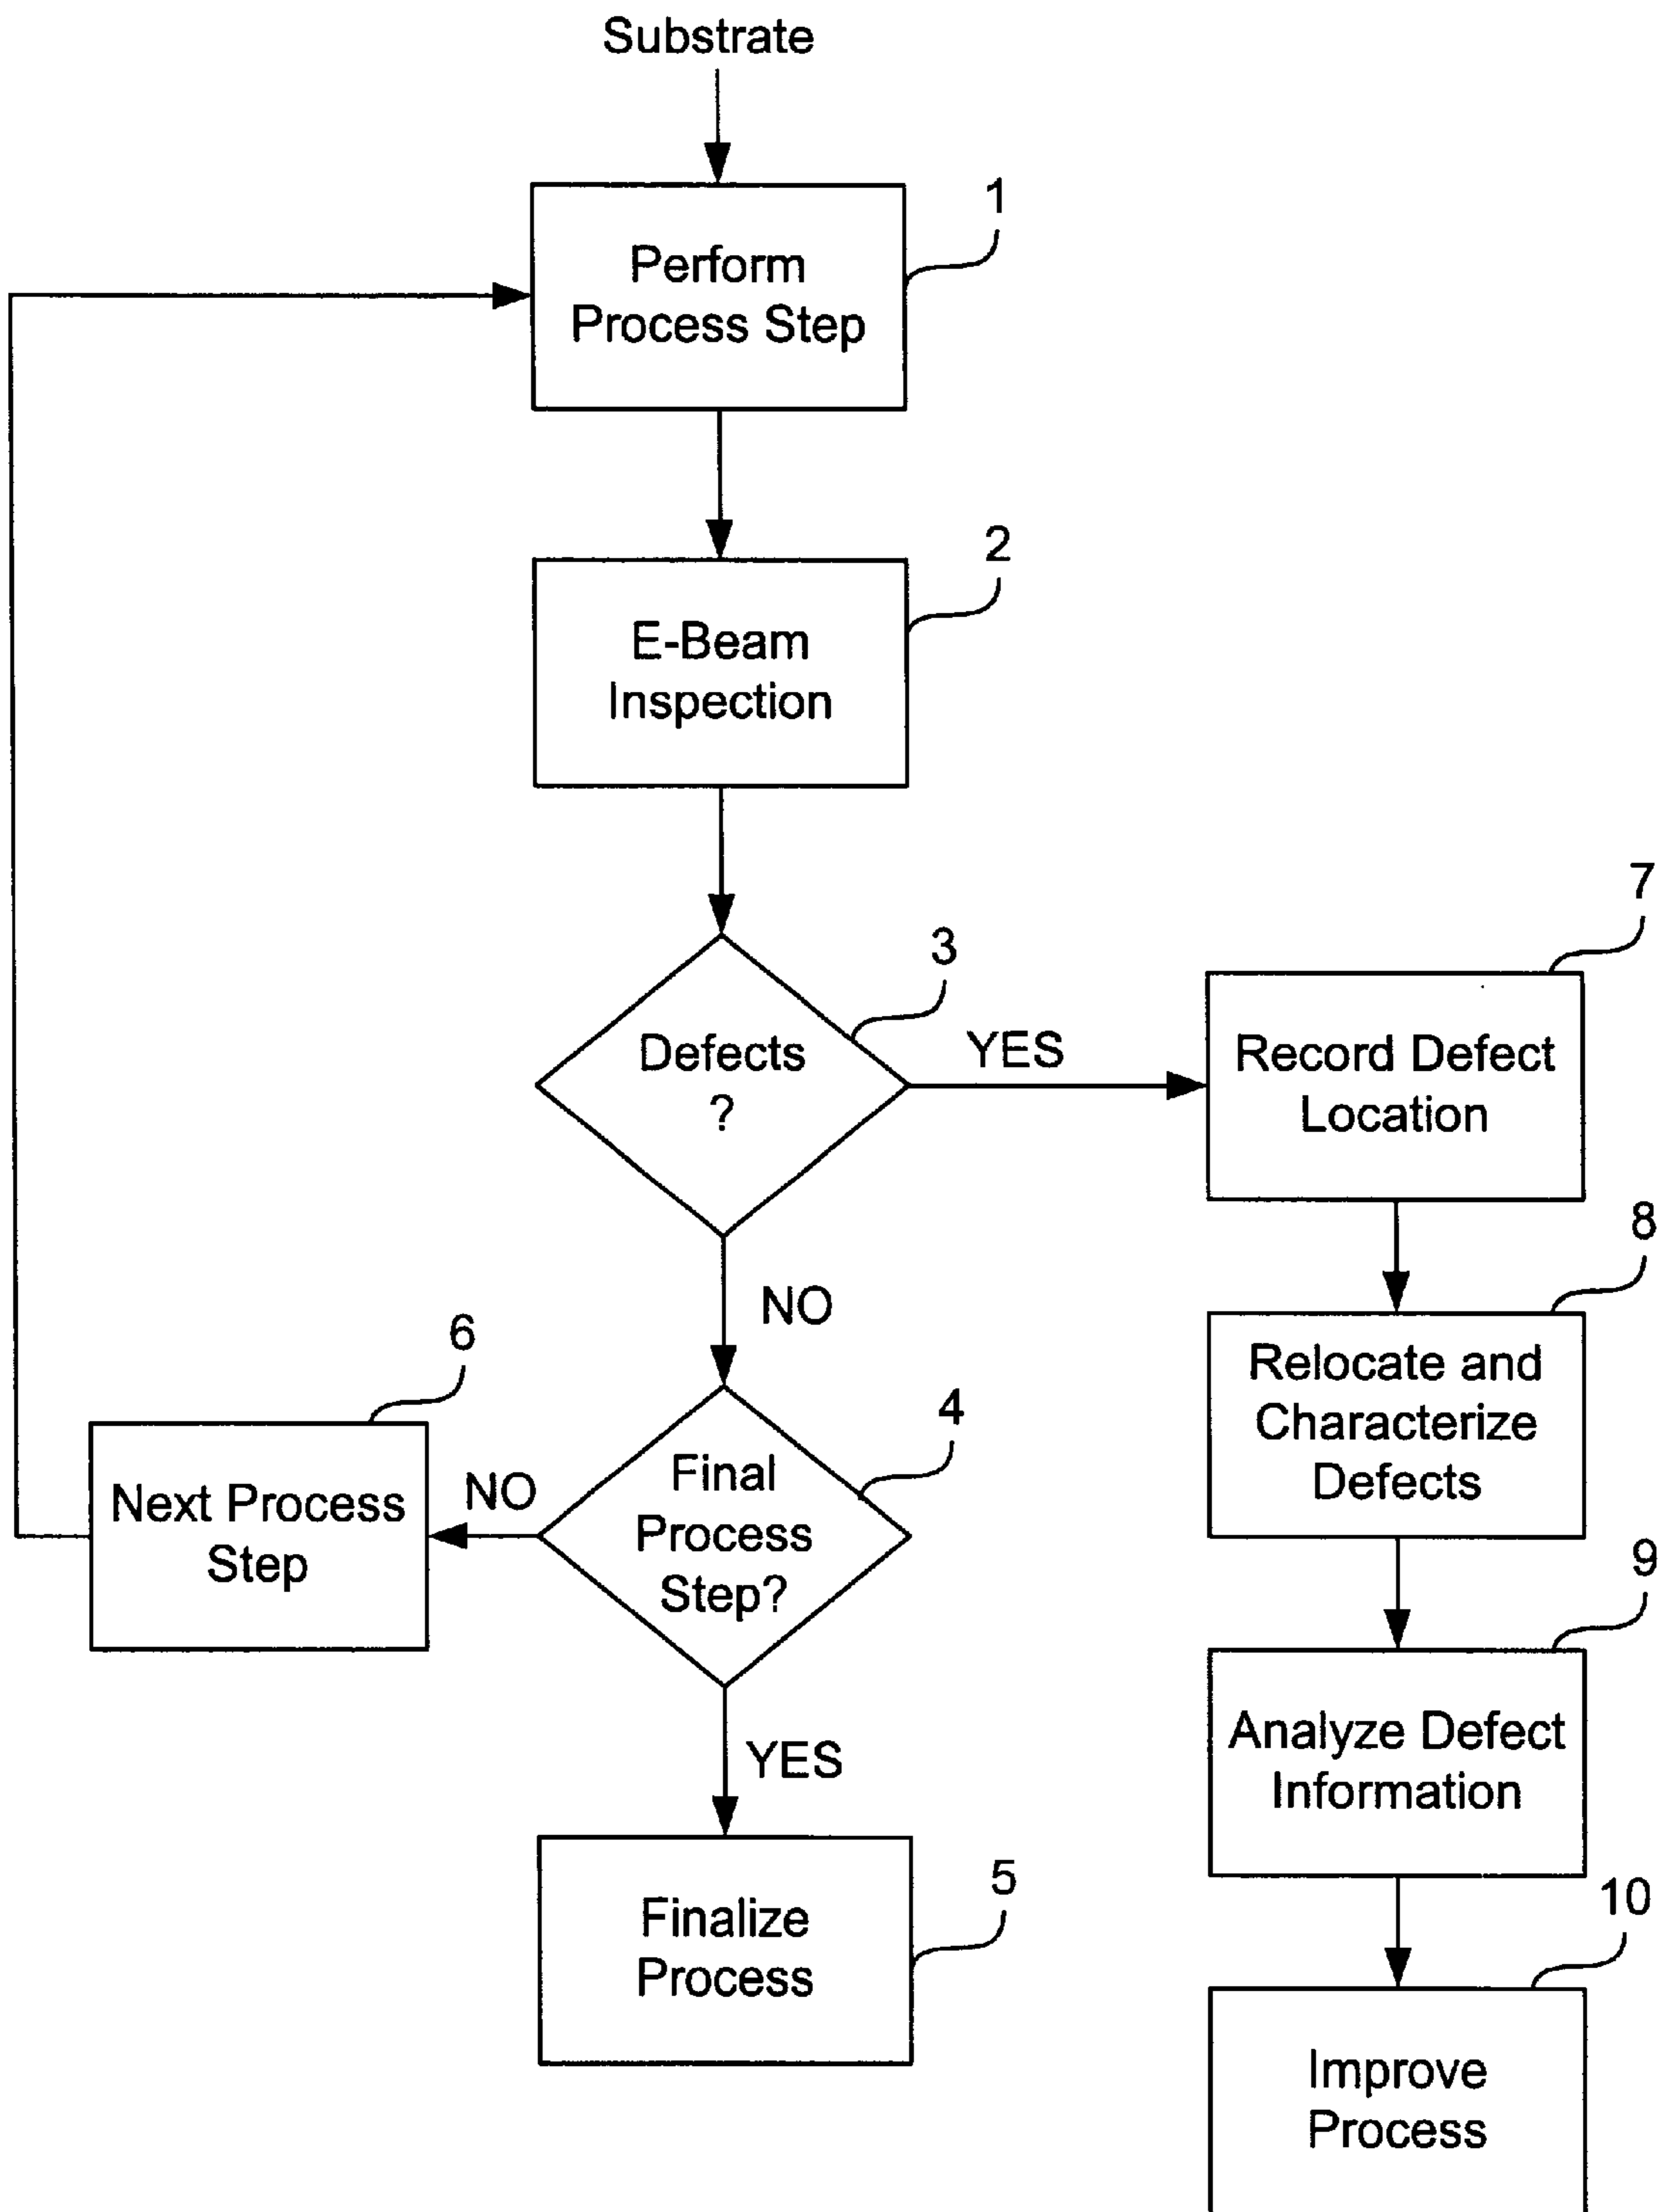 Substrate
1
Perform
Process Step
2
E-Beam
Inspection
3
Defects
?
YES
7
Record Defect
Location
NO
8
Relocate and
Characterize
Defects
6
Next Process
Step
NO
4
Final
Process
Step?
9
Analyze Defect
Information
YES
5
Finalize
Process
10
Improve
Process